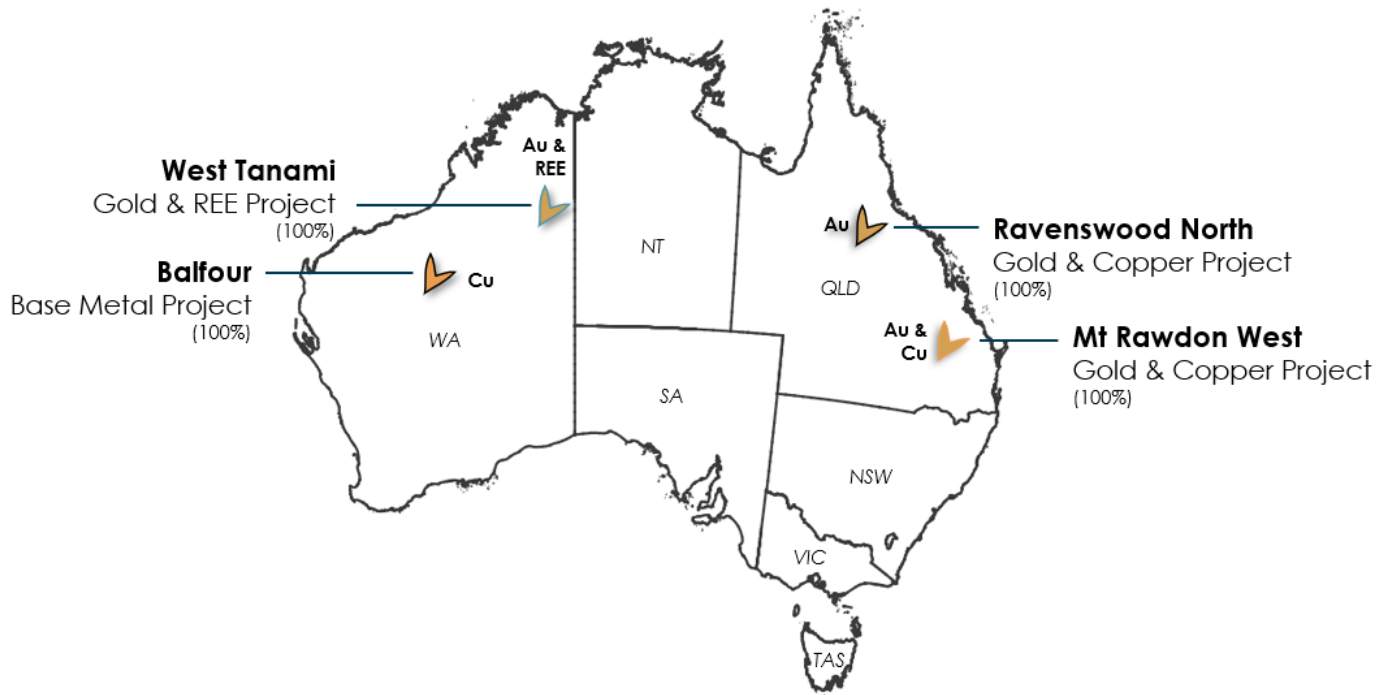 West Tanami
Gold & REE Project
(100%)
Balfour
Base Metal Project
(100%)
Au &
REE
Cu
WA
NT
SA
QLD
Au
Au &
Cu
NSW
VIC
TAS
Ravenswood North
Gold & Copper Project
(100%)
Mt Rawdon West
Gold & Copper Project
(100%)